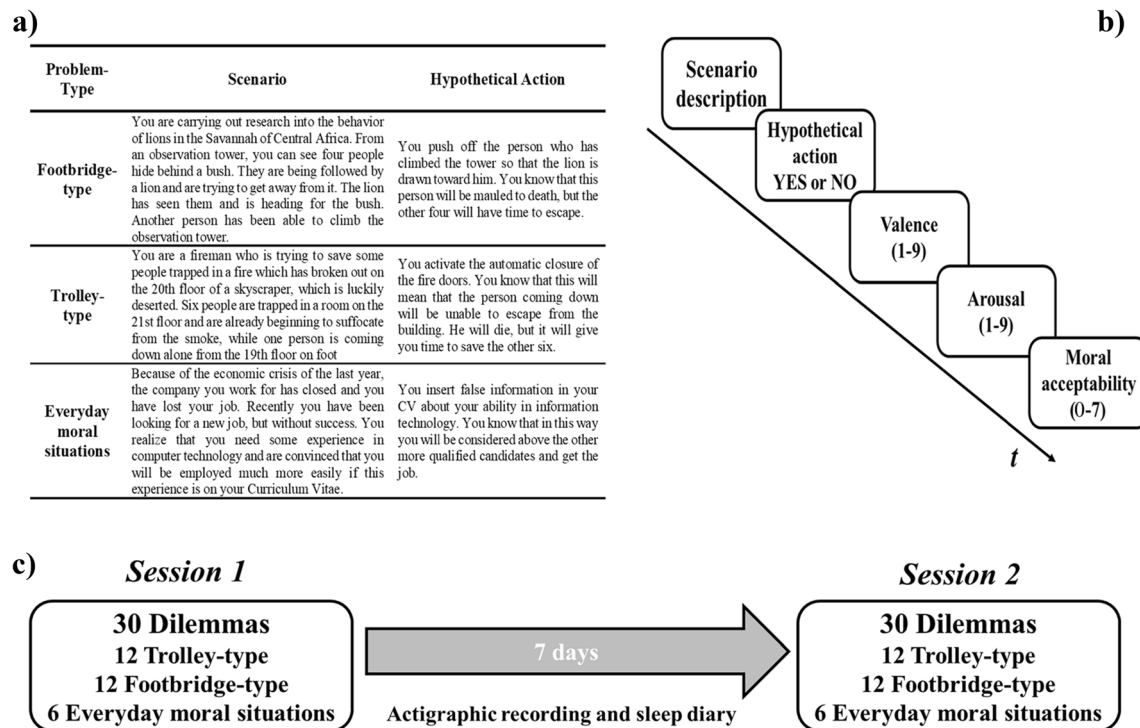 a)
Problem-
Type
Scenario
Hypothetical Action
Footbridge-
type
You are carrying out research into the behavior
of lions in the Savannah of Central Africa. From
an observation tower, you can see four people
hide behind a bush. They are being followed by
a lion and are trying to get away from it. The lion
has seen them and is heading for the bush.
Another person has been able to climb the
observation tower.
You push off the person who has
climbed the tower so that the lion is
drawn toward him. You know that this
person will be mauled to death, but the
other four will have time to escape.
Trolley-
type
You are a fireman who is trying to save some
people trapped in a fire which has broken out on
the 20th floor of a skyscraper, which is luckily
deserted. Six people are trapped in a room on the
21st floor and are already beginning to suffocate
from the smoke, while one person is coming
down alone from the 19th floor on foot
You activate the automatic closure of
the fire doors. You know that this will
mean that the person coming down
will be unable to escape from the
building. He will die, but it will give
you time to save the other six.
Everyday
moral
situations
Because of the economic crisis of the last year,
the company you work for has closed and you
have lost your job. Recently you have been
looking for a new job, but without success. You
realize that you need some experience in
computer technology and are convinced that you
will be employed much more easily if this
experience is on your Curriculum Vitae.
You insert false information in your
CV about your ability in information
technology. You know that in this way
you will be considered above the other
more qualified candidates and get the
job.
b)
Scenario
description
Hypothetical
action
YES or NO
Valence
(1-9)
Arousal
(1-9)
Moral
acceptability
(0-7)
t
c)
Session 1
30 Dilemmas
12 Trolley-type
12 Footbridge-type
6 Everyday moral situations
7 days
Actigraphic recording and sleep diary
Session 2
30 Dilemmas
12 Trolley-type
12 Footbridge-type
6 Everyday moral situations